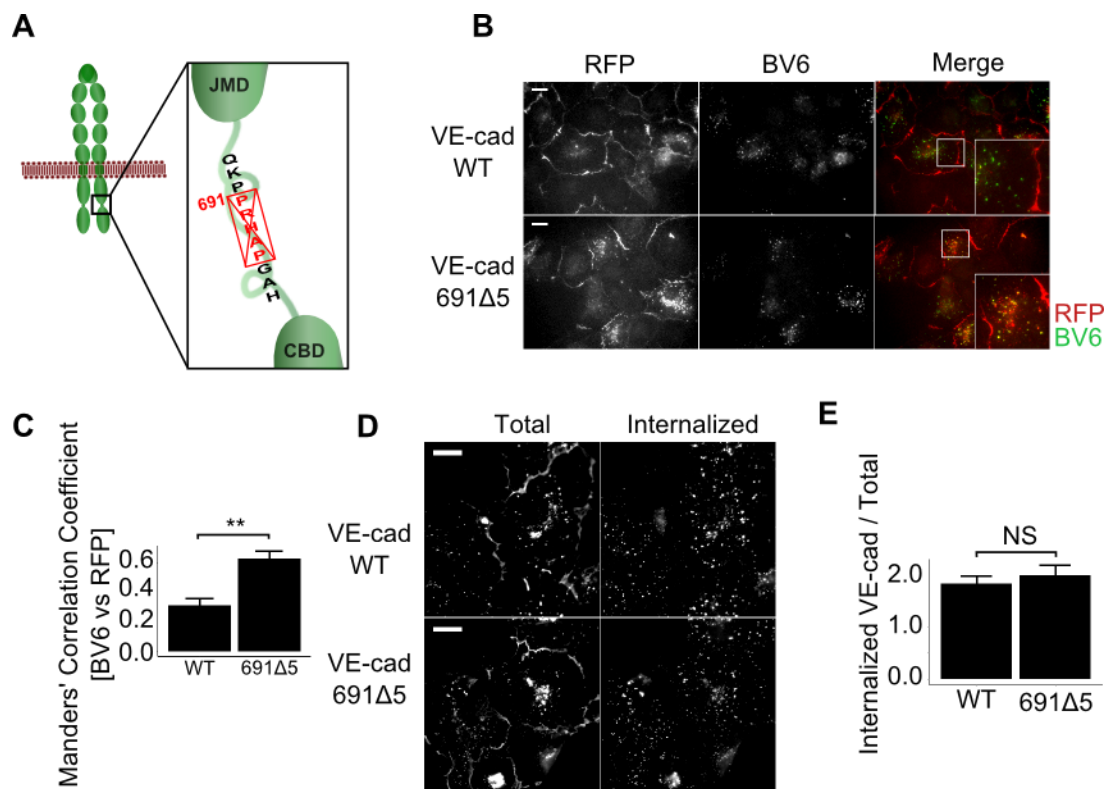 A
JMD
Q
K
P
P
691
P
R
H
A
P
G
A
H
CBD
B
RFP
BV6
Merge
VE-cad
WT
VE-cad
691Δ5
RFP
BV6
C
Manders' Correlation Coefficient
[BV6 vs RFP]
**
0.6
0.4
0.2
0.0
WT
691Δ5
D
Total
Internalized
VE-cad
WT
VE-cad
691Δ5
E
Internalized VE-cad / Total
NS
2.0
1.0
0.0
WT
691Δ5